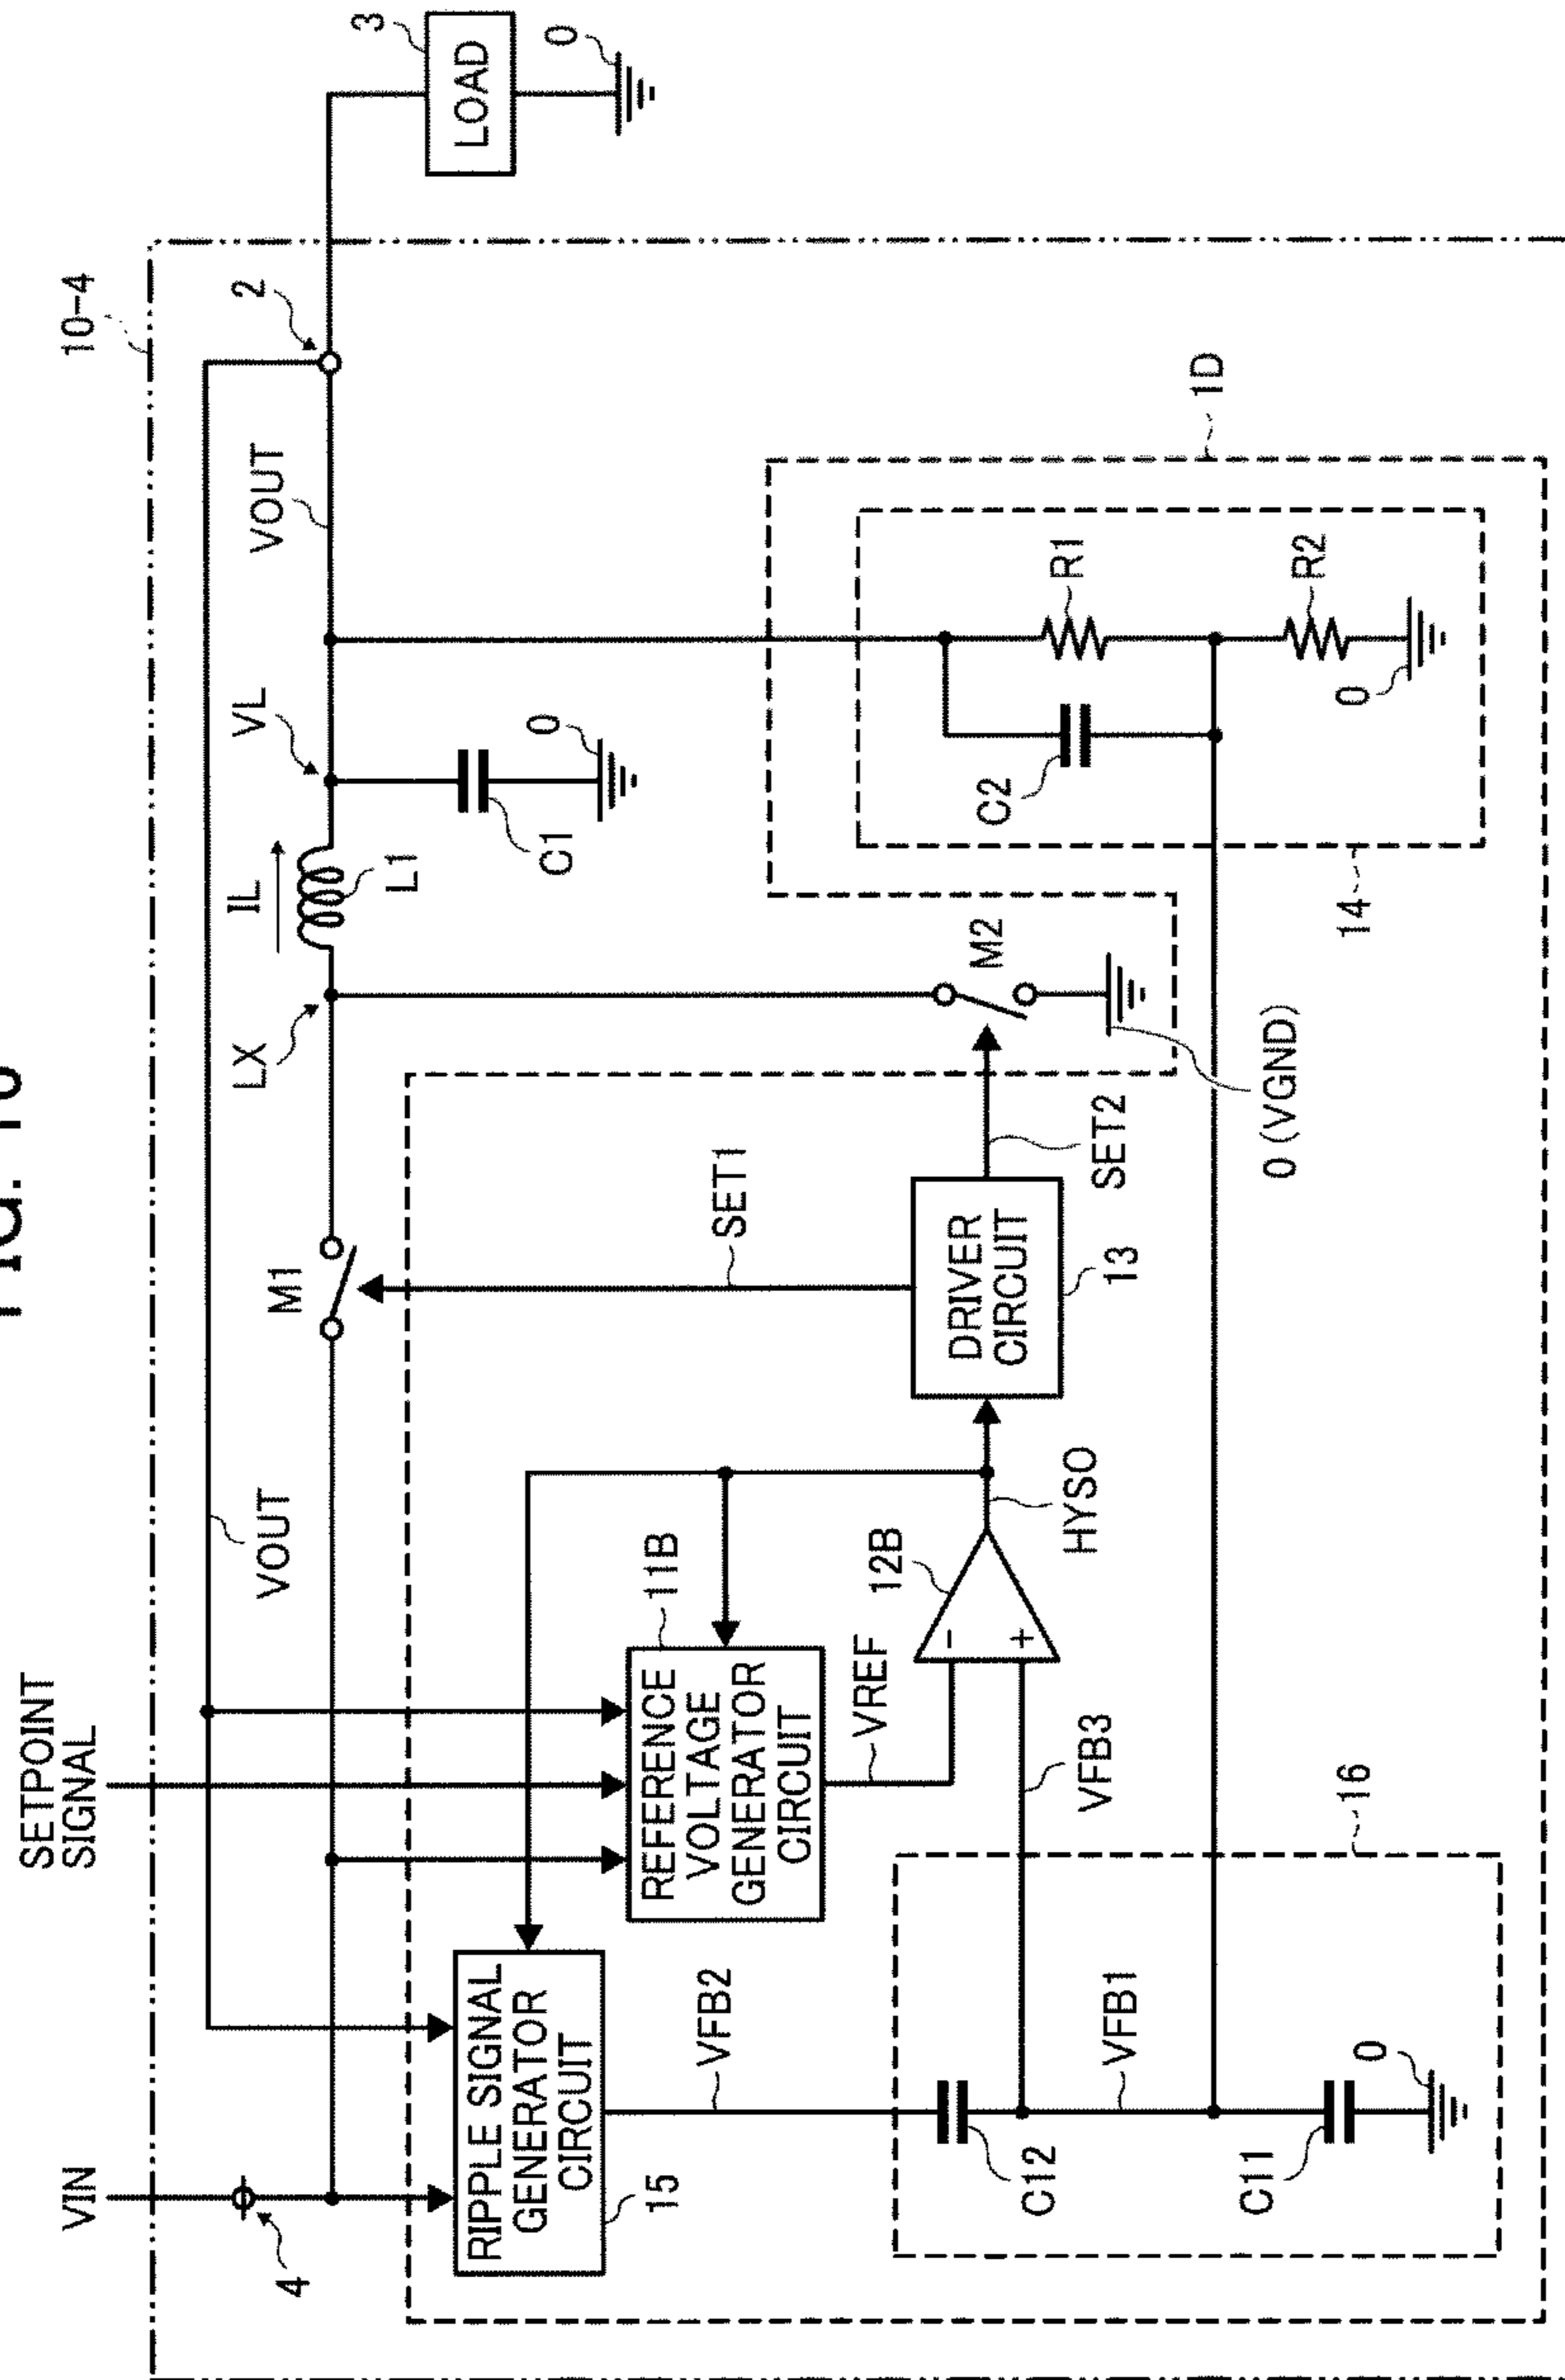 10-4
SETPOINT
SIGNAL
VIN
4
VOUT
M1
LX
IL
L1
VL
VOUT
2
3
LOAD
0
C1
0
RIPPLE SIGNAL
GENERATOR
CIRCUIT
15
REFERENCE
VOLTAGE
GENERATOR
CIRCUIT
11B
SET1
VREF
12B
-
+
HYSO
DRIVER
CIRCUIT
13
SET2
M2
0 (VGND)
VFB2
VFB3
VFB1
C12
C11
0
16
C2
R1
R2
0
14
1D